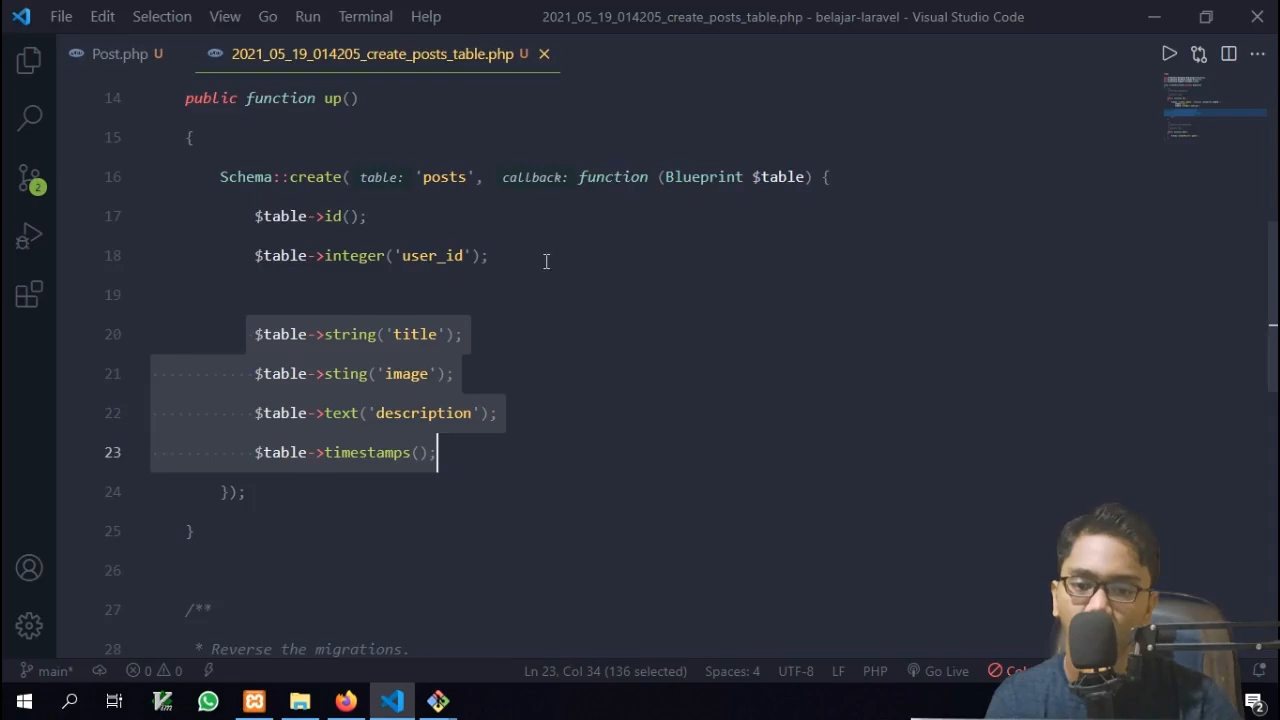 File Edit Selection View Go Run Terminal Help 2021_05_19_014205_create_posts_table.php - belajar-laravel - Visual Studio Code
Post.php U 2021_05_19_014205_create_posts_table.php U
14 public function up()
15 {
16 Schema::create( table: 'posts', callback: function (Blueprint $table) {
17 $table->id();
18 $table->integer('user_id');
19
20 $table->string('title');
21 $table->sting('image');
22 $table->text('description');
23 $table->timestamps();
24 });
25 }
26
27 /**
28 * Reverse the migrations.
2
main* 0 0 Ln 23, Col 34 (136 selected) Spaces: 4 UTF-8 LF PHP Go Live
2